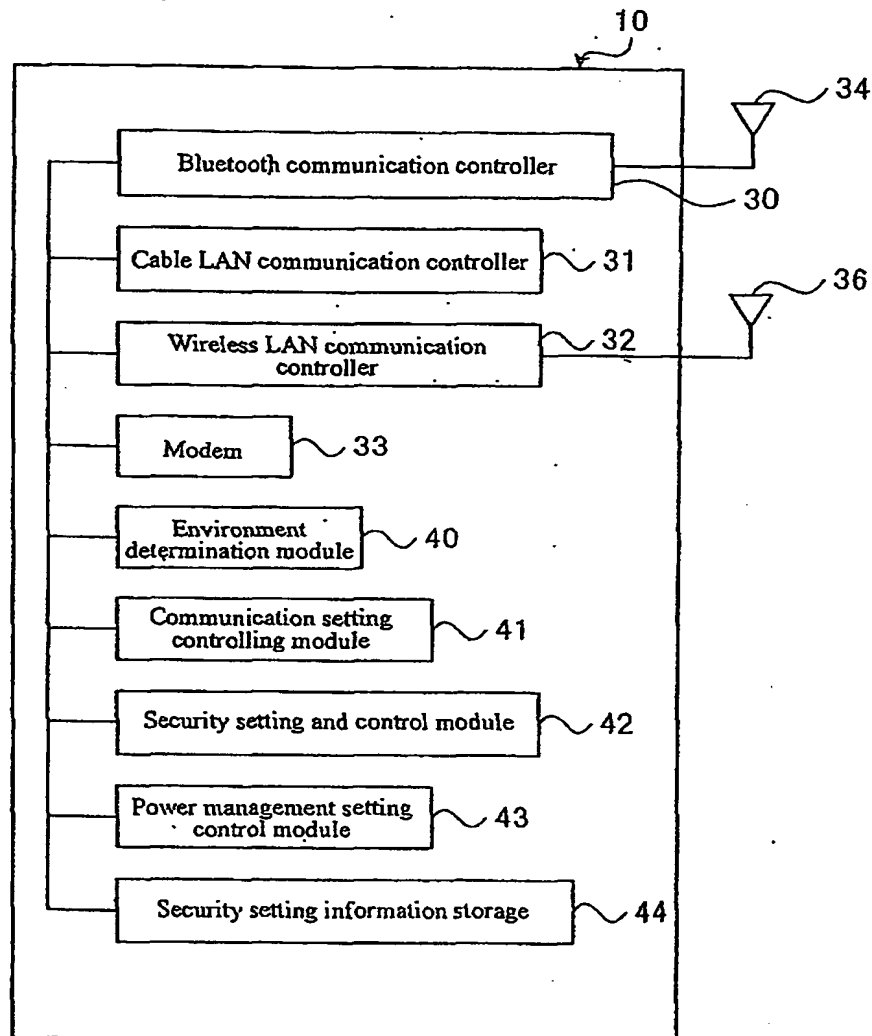 10
34
Bluetooth communication controller
30
Cable LAN communication controller
31
36
Wireless LAN communication
controller
32
Modem
33
Environment
determination module
40
Communication setting
controlling module
41
Security setting and control module
42
Power management setting
control module
43
Security setting information storage
44